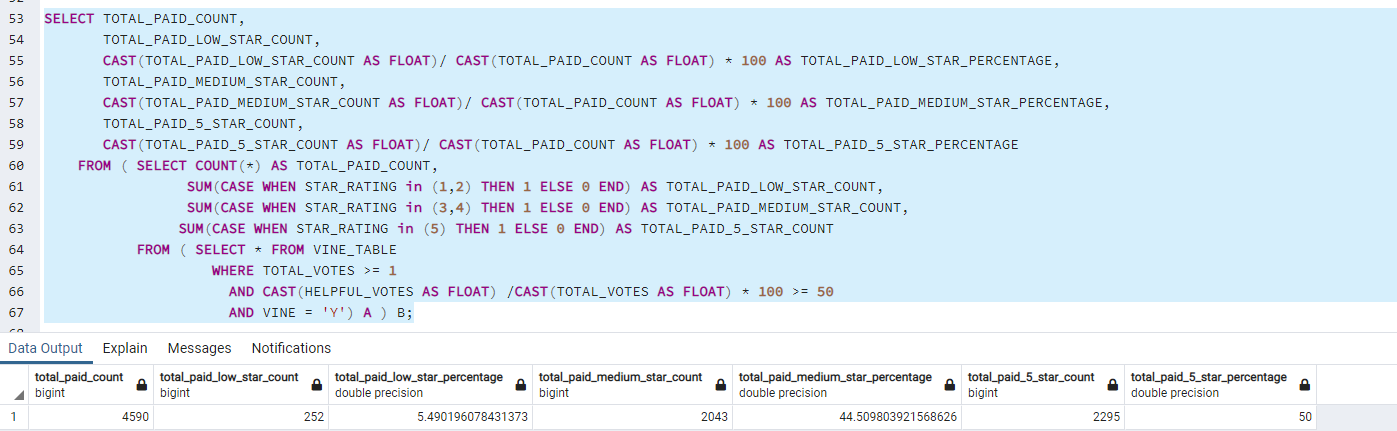 53 SELECT TOTAL_PAID_COUNT,
54 TOTAL_PAID_LOW_STAR_COUNT,
55 CAST(TOTAL_PAID_LOW_STAR_COUNT AS FLOAT)/ CAST(TOTAL_PAID_COUNT AS FLOAT) * 100 AS TOTAL_PAID_LOW_STAR_PERCENTAGE,
56 TOTAL_PAID_MEDIUM_STAR_COUNT,
57 CAST(TOTAL_PAID_MEDIUM_STAR_COUNT AS FLOAT)/ CAST(TOTAL_PAID_COUNT AS FLOAT) * 100 AS TOTAL_PAID_MEDIUM_STAR_PERCENTAGE,
58 TOTAL_PAID_5_STAR_COUNT,
59 CAST(TOTAL_PAID_5_STAR_COUNT AS FLOAT)/ CAST(TOTAL_PAID_COUNT AS FLOAT) * 100 AS TOTAL_PAID_5_STAR_PERCENTAGE
60 FROM ( SELECT COUNT(*) AS TOTAL_PAID_COUNT,
61 SUM(CASE WHEN STAR_RATING in (1,2) THEN 1 ELSE 0 END) AS TOTAL_PAID_LOW_STAR_COUNT,
62 SUM(CASE WHEN STAR_RATING in (3,4) THEN 1 ELSE 0 END) AS TOTAL_PAID_MEDIUM_STAR_COUNT,
63 SUM(CASE WHEN STAR_RATING in (5) THEN 1 ELSE 0 END) AS TOTAL_PAID_5_STAR_COUNT
64 FROM ( SELECT * FROM VINE_TABLE
65 WHERE TOTAL_VOTES >= 1
66 AND CAST(HELPFUL_VOTES AS FLOAT) /CAST(TOTAL_VOTES AS FLOAT) * 100 >= 50
67 AND VINE = 'Y') A ) B;
Data Output Explain Messages Notifications
total_paid_count total_paid_low_star_count total_paid_low_star_percentage total_paid_medium_star_count total_paid_medium_star_percentage total_paid_5_star_count total_paid_5_star_percentage
bigint bigint double precision bigint double precision bigint double precision
1 4590 252 5.490196078431373 2043 44.509803921568626 2295 50